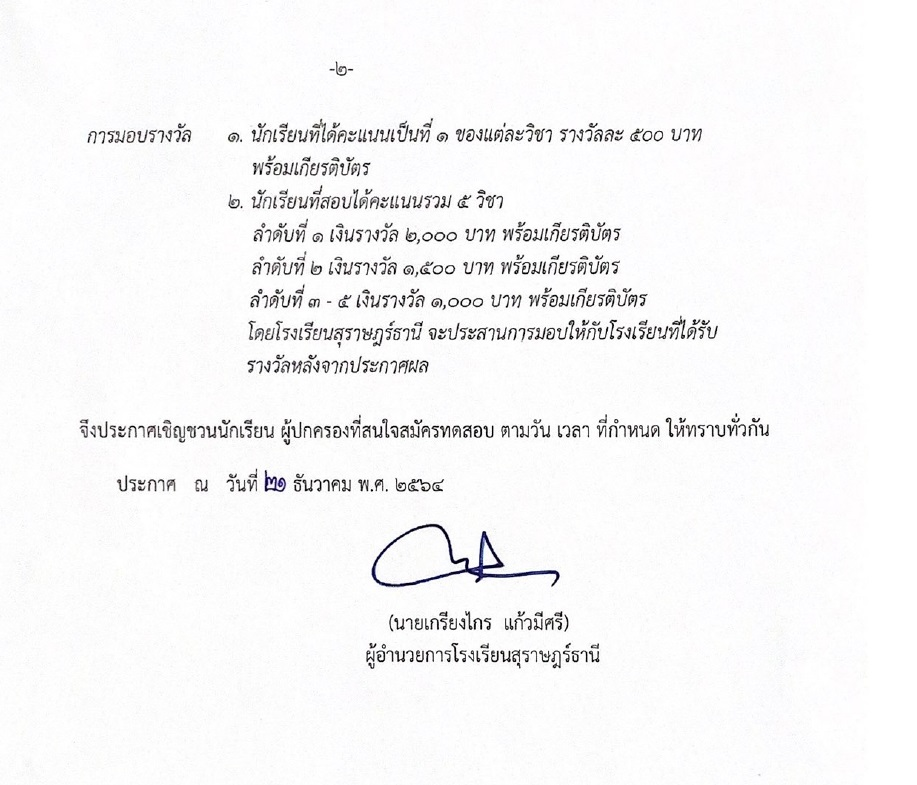 -๒-
การมอบรางวัล ๑. นักเรียนที่ได้คะแนนเป็นที่ ๑ ของแต่ละวิชา รางวัลละ ๕๐๐ บาท
พร้อมเกียรติบัตร
๒. นักเรียนที่สอบได้คะแนนรวม ๕ วิชา
ลำดับที่ ๑ เงินรางวัล ๒,๐๐๐ บาท พร้อมเกียรติบัตร
ลำดับที่ ๒ เงินรางวัล ๑,๕๐๐ บาท พร้อมเกียรติบัตร
ลำดับที่ ๓ - ๕ เงินรางวัล ๑,๐๐๐ บาท พร้อมเกียรติบัตร
โดยโรงเรียนสุราษฎร์ธานี จะประสานการมอบให้กับโรงเรียนที่ได้รับ
รางวัลหลังจากประกาศผล
จึงประกาศเชิญชวนนักเรียน ผู้ปกครองที่สนใจสมัครทดสอบ ตามวัน เวลา ที่กำหนด ให้ทราบทั่วกัน
ประกาศ ณ วันที่ ๒๑ ธันวาคม พ.ศ. ๒๕๖๔
(นายเกรียงไกร แก้วมีศรี)
ผู้อำนวยการโรงเรียนสุราษฎร์ธานี